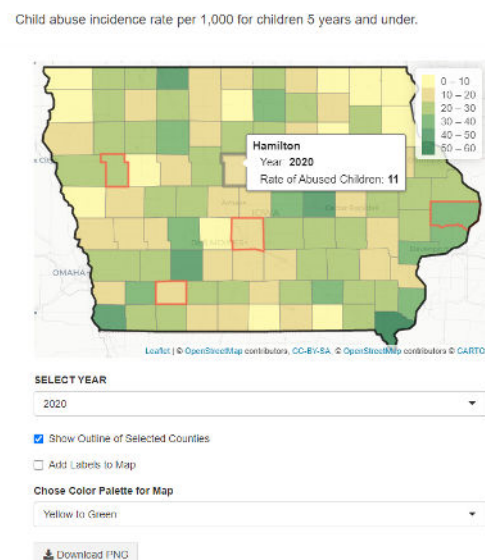 Child abuse incidence rate per 1,000 for children 5 years and under.
0 – 10
10 – 20
20 – 30
30 – 40
40 – 50
50 – 60
Hamilton
Year 2020
Rate of Abused Children: 11
IOWA
OMAHA
Leaflet | © OpenStreetMap contributors, CC-BY-SA, © OpenStreetMap contributors © CARTO
SELECT YEAR
2020
Show Outline of Selected Counties
Add Labels to Map
Chose Color Palette for Map
Yellow to Green
Download PNG